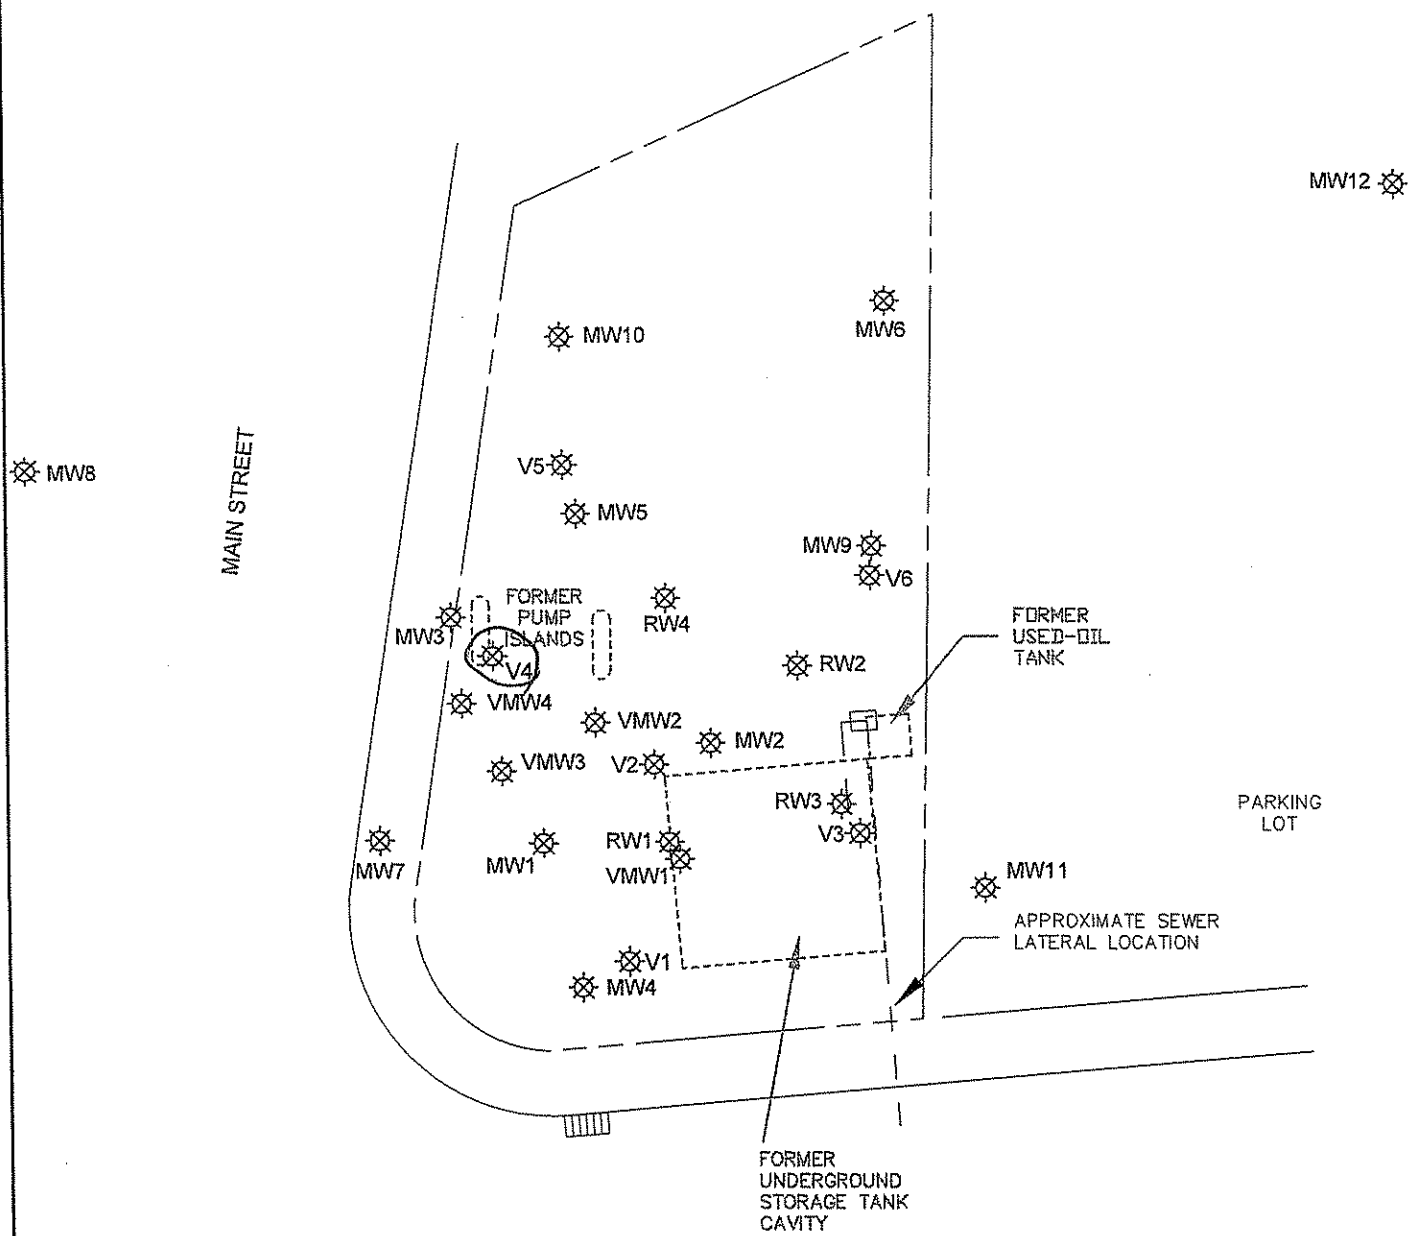 MW12
MW6
MW10
MAIN STREET
MW8
V5
MW5
MW9
V6
FORMER
PUMP
ISLANDS
RW4
MW3
V4
FORMER
USED-OIL
TANK
RW2
VMW4
VMW2
MW2
VMW3
V2
RW3
PARKING
LOT
V3
RW1
MW1
MW7
VMW1
MW11
APPROXIMATE SEWER
LATERAL LOCATION
V1
MW4
FORMER
UNDERGROUND
STORAGE TANK
CAVITY